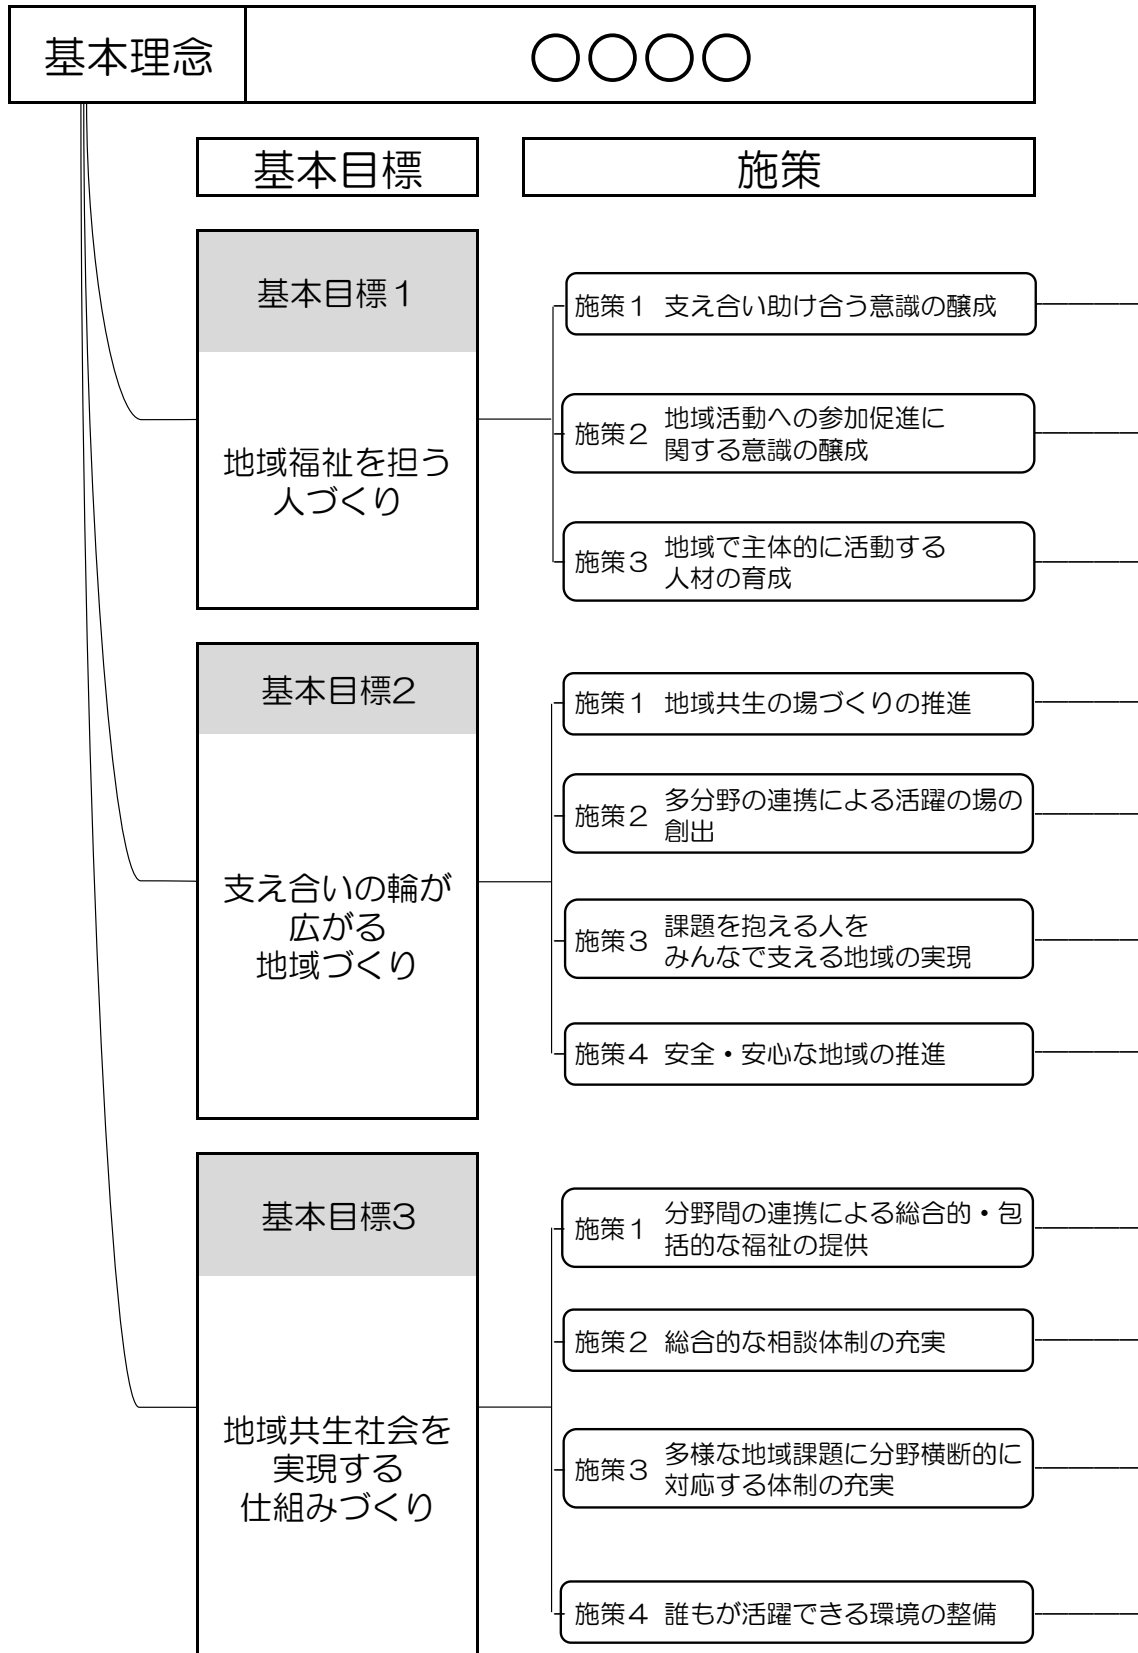 基本理念
〇〇〇〇
基本目標
施策
基本目標１
地域福祉を担う
人づくり
施策１ 支え合い助け合う意識の醸成
施策２ 地域活動への参加促進に
関する意識の醸成
施策３ 地域で主体的に活動する
人材の育成
基本目標2
支え合いの輪が
広がる
地域づくり
施策１ 地域共生の場づくりの推進
施策２ 多分野の連携による活躍の場の
創出
施策３ 課題を抱える人を
みんなで支える地域の実現
施策４ 安全・安心な地域の推進
基本目標3
地域共生社会を
実現する
仕組みづくり
施策１ 分野間の連携による総合的・包
括的な福祉の提供
施策２ 総合的な相談体制の充実
施策３ 多様な地域課題に分野横断的に
対応する体制の充実
施策４ 誰もが活躍できる環境の整備